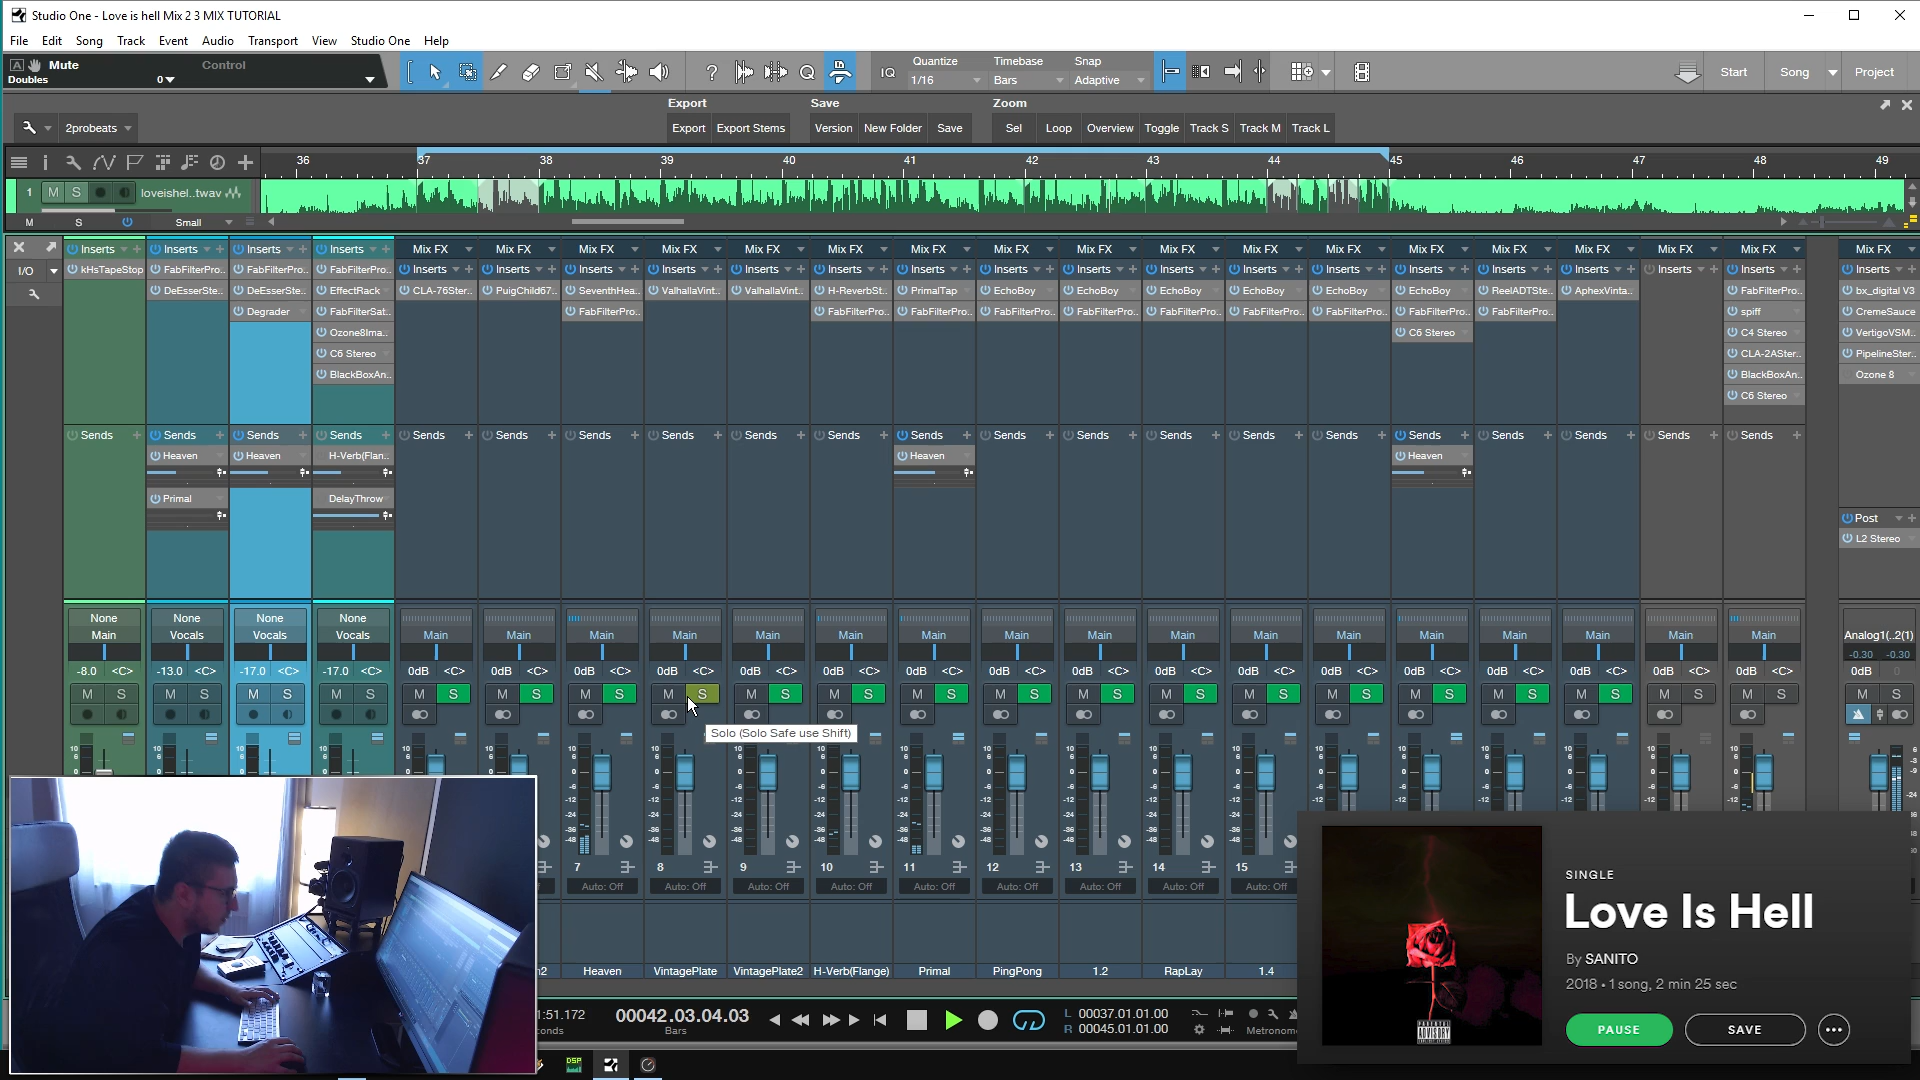 Studio One - Love is hell Mix 2 3 MIX TUTORIAL
File Edit Song Track Event Audio Transport View Studio One Help
A Mute Control
Doubles 0
? Q IQ Quantize Timebase Snap
1/16 Bars Adaptive
Start Song Project
Export Save Zoom
2probeats Export Export Stems Version New Folder Save Sel Loop Overview Toggle Track S Track M Track L
36 37 38 39 40 41 42 43 44 45 46 47 48 49
1 M S loveishel..twav
M S Small
Inserts Inserts Inserts Inserts Mix FX Mix FX Mix FX Mix FX Mix FX Mix FX Mix FX Mix FX Mix FX Mix FX Mix FX Mix FX Mix FX Mix FX Mix FX Mix FX Mix FX Mix FX
I/O kHsTapeStop FabFilterPro.. FabFilterPro.. FabFilterPro.. Inserts Inserts Inserts Inserts Inserts Inserts Inserts Inserts Inserts Inserts Inserts Inserts Inserts Inserts Inserts Inserts Inserts Inserts
DeEsserSte.. DeEsserSte.. EffectRack CLA-76Ster.. PuigChild67.. SeventhHea.. ValhallaVint.. ValhallaVint.. H-ReverbSt.. PrimalTap EchoBoy EchoBoy EchoBoy EchoBoy EchoBoy EchoBoy ReelADTSte.. AphexVinta.. FabFilterPro.. bx_digital V3
Degrader FabFilterSat.. FabFilterPro.. FabFilterPro.. FabFilterPro.. FabFilterPro.. FabFilterPro.. FabFilterPro.. FabFilterPro.. FabFilterPro.. FabFilterPro.. FabFilterPro.. spiff CremeSauce
Ozone8Ima.. C6 Stereo C4 Stereo VertigoVSM..
C6 Stereo CLA-2ASter.. PipelineSter..
BlackBoxAn.. BlackBoxAn.. Ozone 8
C6 Stereo
Sends Sends Sends Sends Sends Sends Sends Sends Sends Sends Sends Sends Sends Sends Sends Sends Sends Sends Sends Sends Sends
Heaven Heaven H-Verb(Flan.. Heaven Heaven
Primal DelayThrow
Post
L2 Stereo
None None None None
Main Vocals Vocals Vocals Main Main Main Main Main Main Main Main Main Main Main Main Main Main Main Main Main Analog1(..2(1)
-0.30 -0.30
-8.0 <C> -13.0 <C> -17.0 <C> -17.0 <C> 0dB <C> 0dB <C> 0dB <C> 0dB <C> 0dB <C> 0dB <C> 0dB <C> 0dB <C> 0dB <C> 0dB <C> 0dB <C> 0dB <C> 0dB <C> 0dB <C> 0dB <C> 0dB <C> 0dB <C> 0dB
M S M S M S M S M S M S M S M S M S M S M S M S M S M S M S M S M S M S M S M S M S M S
Solo (Solo Safe use Shift)
7 8 9 10 11 12 13 14 15
Auto: Off Auto: Off Auto: Off Auto: Off Auto: Off Auto: Off Auto: Off Auto: Off Auto: Off
Heaven VintagePlate VintagePlate2 H-Verb(Flange) Primal PingPong 1.2 RapLay 1.4
1:51.172 00042.03.04.03 L 00037.01.01.00
Bars R 00045.01.01.00 Metronom
DSP
PARENTAL
ADVISORY
SINGLE
Love Is Hell
By SANITO
2018 • 1 song, 2 min 25 sec
PAUSE SAVE